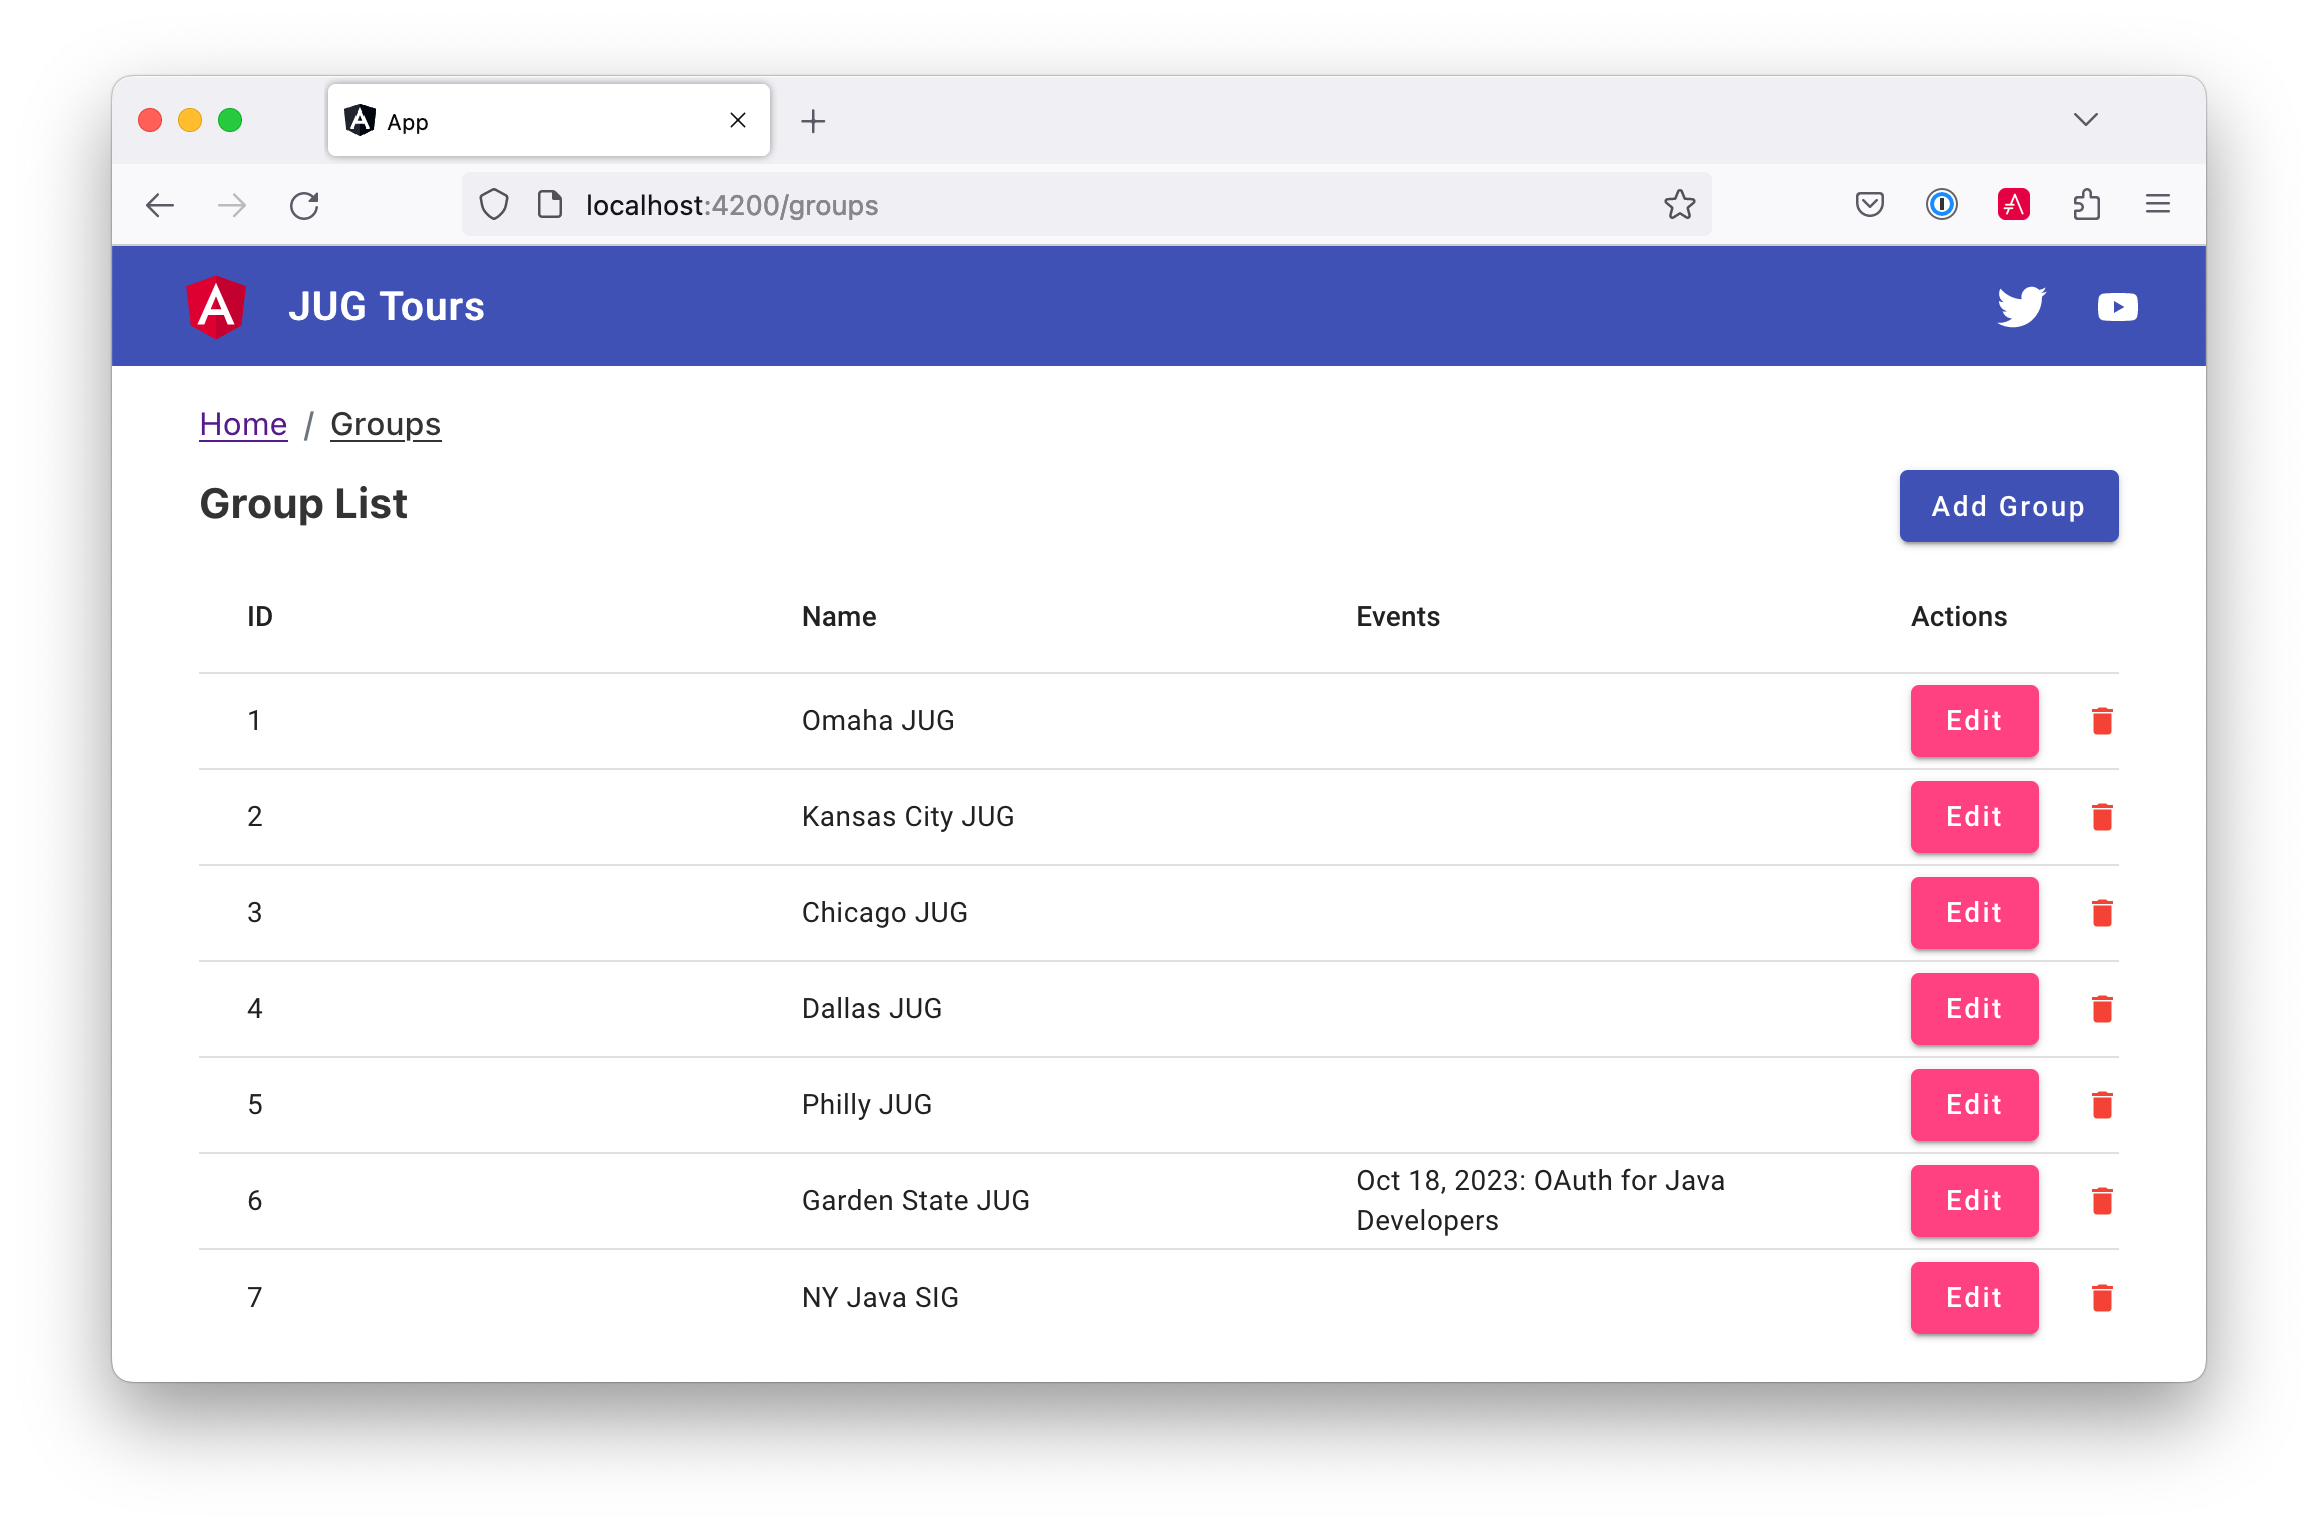 App
localhost:4200/groups
JUG Tours
Home / Groups
Group List
Add Group
ID Name Events Actions
1 Omaha JUG Edit
2 Kansas City JUG Edit
3 Chicago JUG Edit
4 Dallas JUG Edit
5 Philly JUG Edit
6 Garden State JUG Oct 18, 2023: OAuth for Java
Developers Edit
7 NY Java SIG Edit